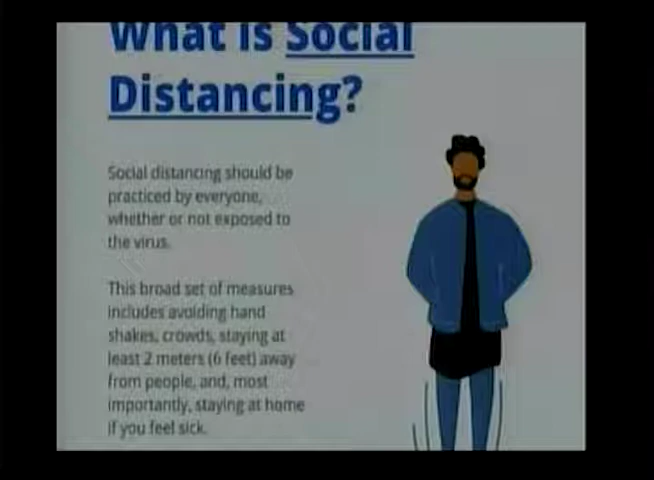 What is Social
Distancing?
Social distancing should be
practiced by everyone,
whether or not exposed to
the virus.
This broad set of measures
includes avoiding hand
shakes, crowds, staying at
least 2 meters (6 feet) away
from people, and, most
importantly, staying at home
if you feel sick.